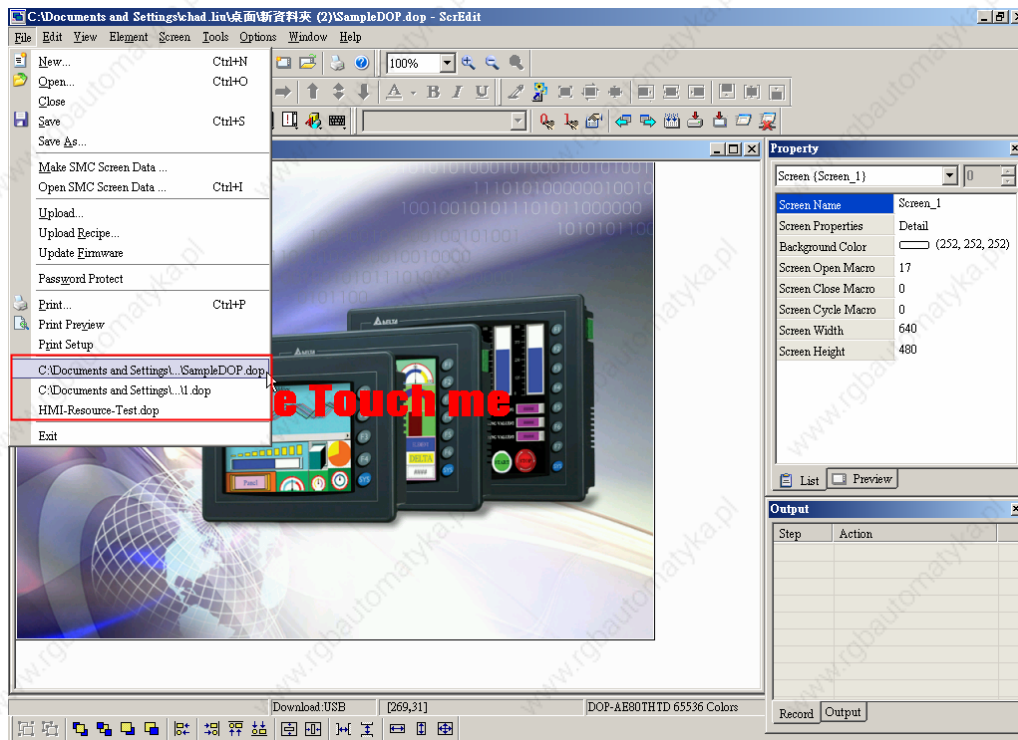 C:\Documents and Settings\chad.liu\桌面\新資料夾 (2)\SampleDOP.dop - ScrEdit
File Edit View Element Screen Tools Options Window Help
New... Ctrl+N
Open... Ctrl+O
Close
Save Ctrl+S
Save As...
Make SMC Screen Data ...
Open SMC Screen Data ... Ctrl+I
Upload...
Upload Recipe...
Update Firmware
Password Protect
Print... Ctrl+P
Print Preview
Print Setup
C:\Documents and Settings\...\SampleDOP.dop
C:\Documents and Settings\...\1.dop
HMI-Resource-Test.dop
Exit
100%
A B I U
e Touch me
DELTA
DELTA
DELTA
Panel
START
Property
Screen {Screen_1} 0
Screen Name Screen_1
Screen Properties Detail
Background Color (252, 252, 252)
Screen Open Macro 17
Screen Close Macro 0
Screen Cycle Macro 0
Screen Width 640
Screen Height 480
List Preview
Output
Step Action
Record Output
Download:USB [269,31] DOP-AE80THTD 65536 Colors
www.rgbautomatyka.pl